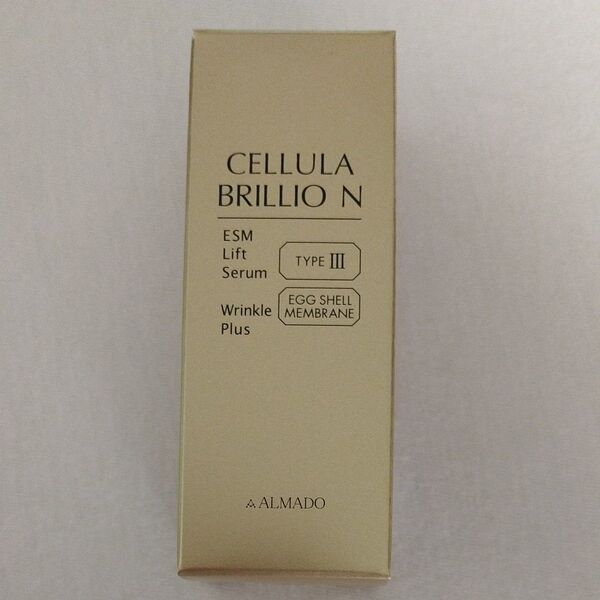 CELLULA
BRILLIO N
ESM
Lift
Serum
TYPE III
Wrinkle
Plus
EGG SHELL
MEMBRANE
ALMADO